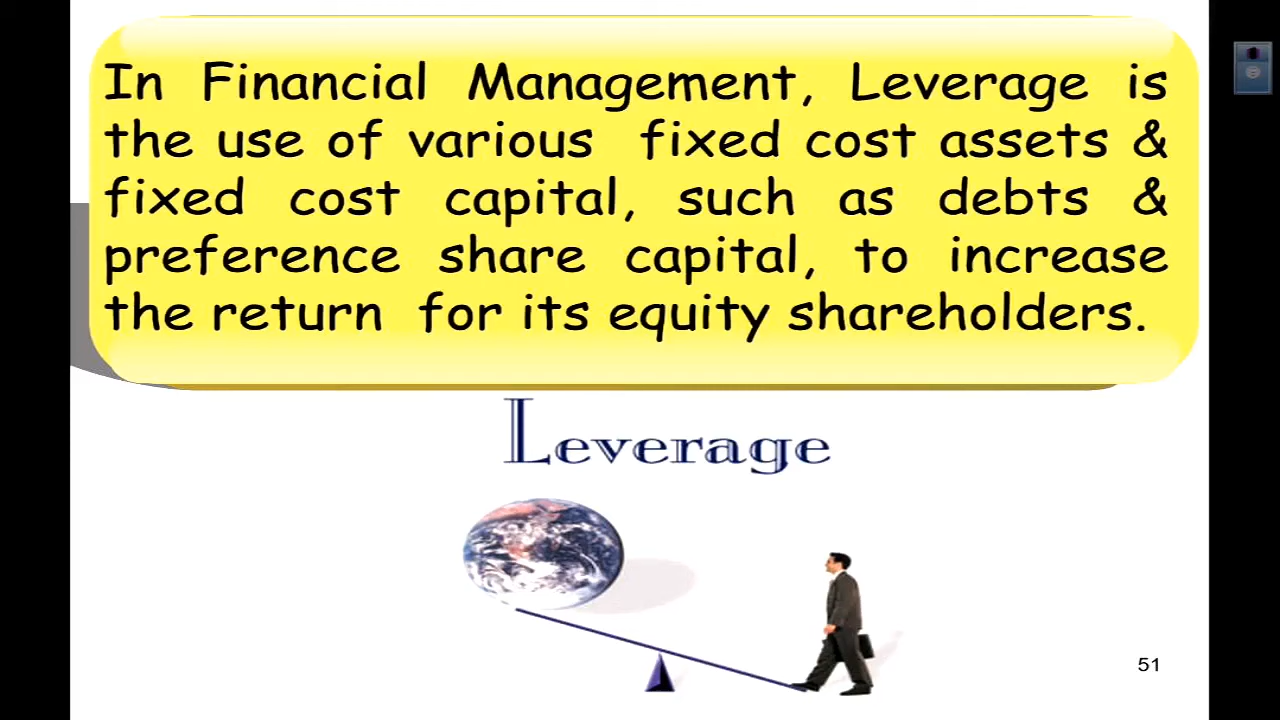 In Financial Management, Leverage is
the use of various fixed cost assets &
fixed cost capital, such as debts &
preference share capital, to increase
the return for its equity shareholders.
Leverage
51